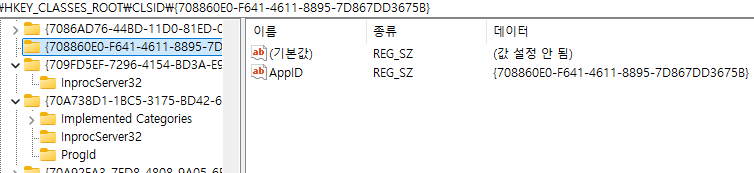 ₩HKEY_CLASSES_ROOT₩CLSID₩{708860E0-F641-4611-8895-7D867DD3675B}
{7086AD76-44BD-11D0-81ED-0
{708860E0-F641-4611-8895-7D
{709FD5EF-7296-4154-BD3A-E9
InprocServer32
{70A738D1-1BC5-3175-BD42-6
Implemented Categories
InprocServer32
ProgId
이름 종류 데이터
(기본값) REG_SZ (값 설정 안 됨)
AppID REG_SZ {708860E0-F641-4611-8895-7D867DD3675B}